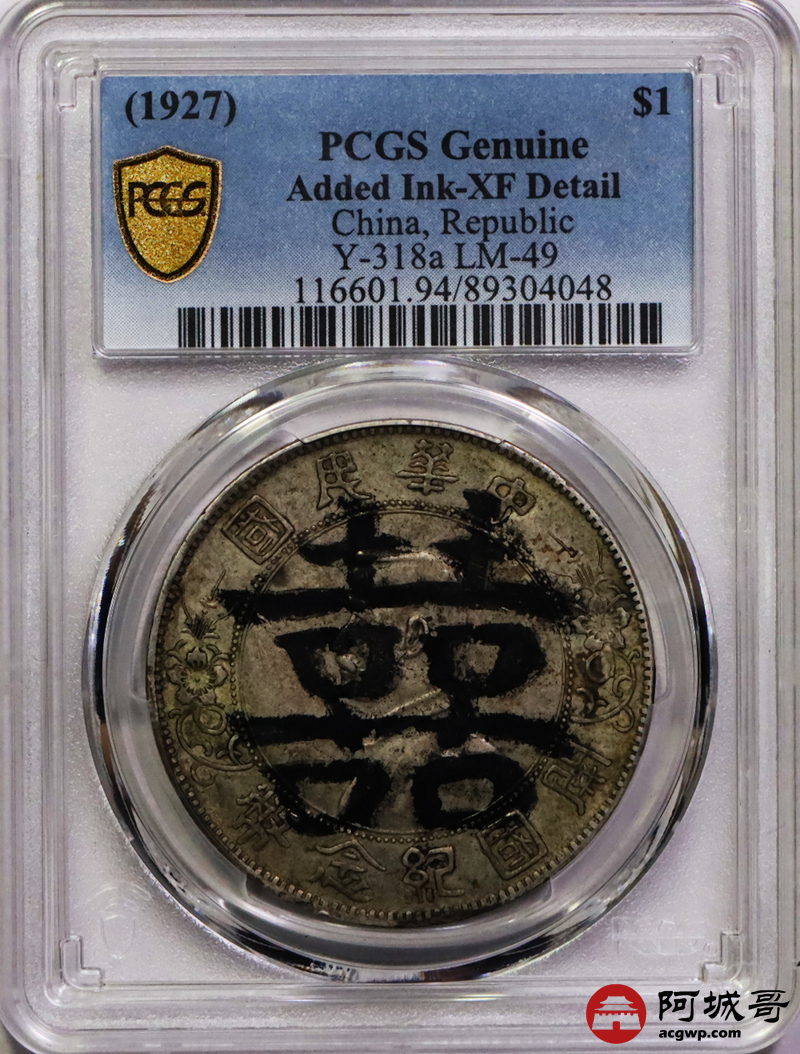 (1927) $1
PCGS Genuine
PCGS
Added Ink-XF Detail
China, Republic
Y-318a LM-49
116601.94/89304048
中華民國
囍
開國紀念幣
阿城哥
acgwp.com